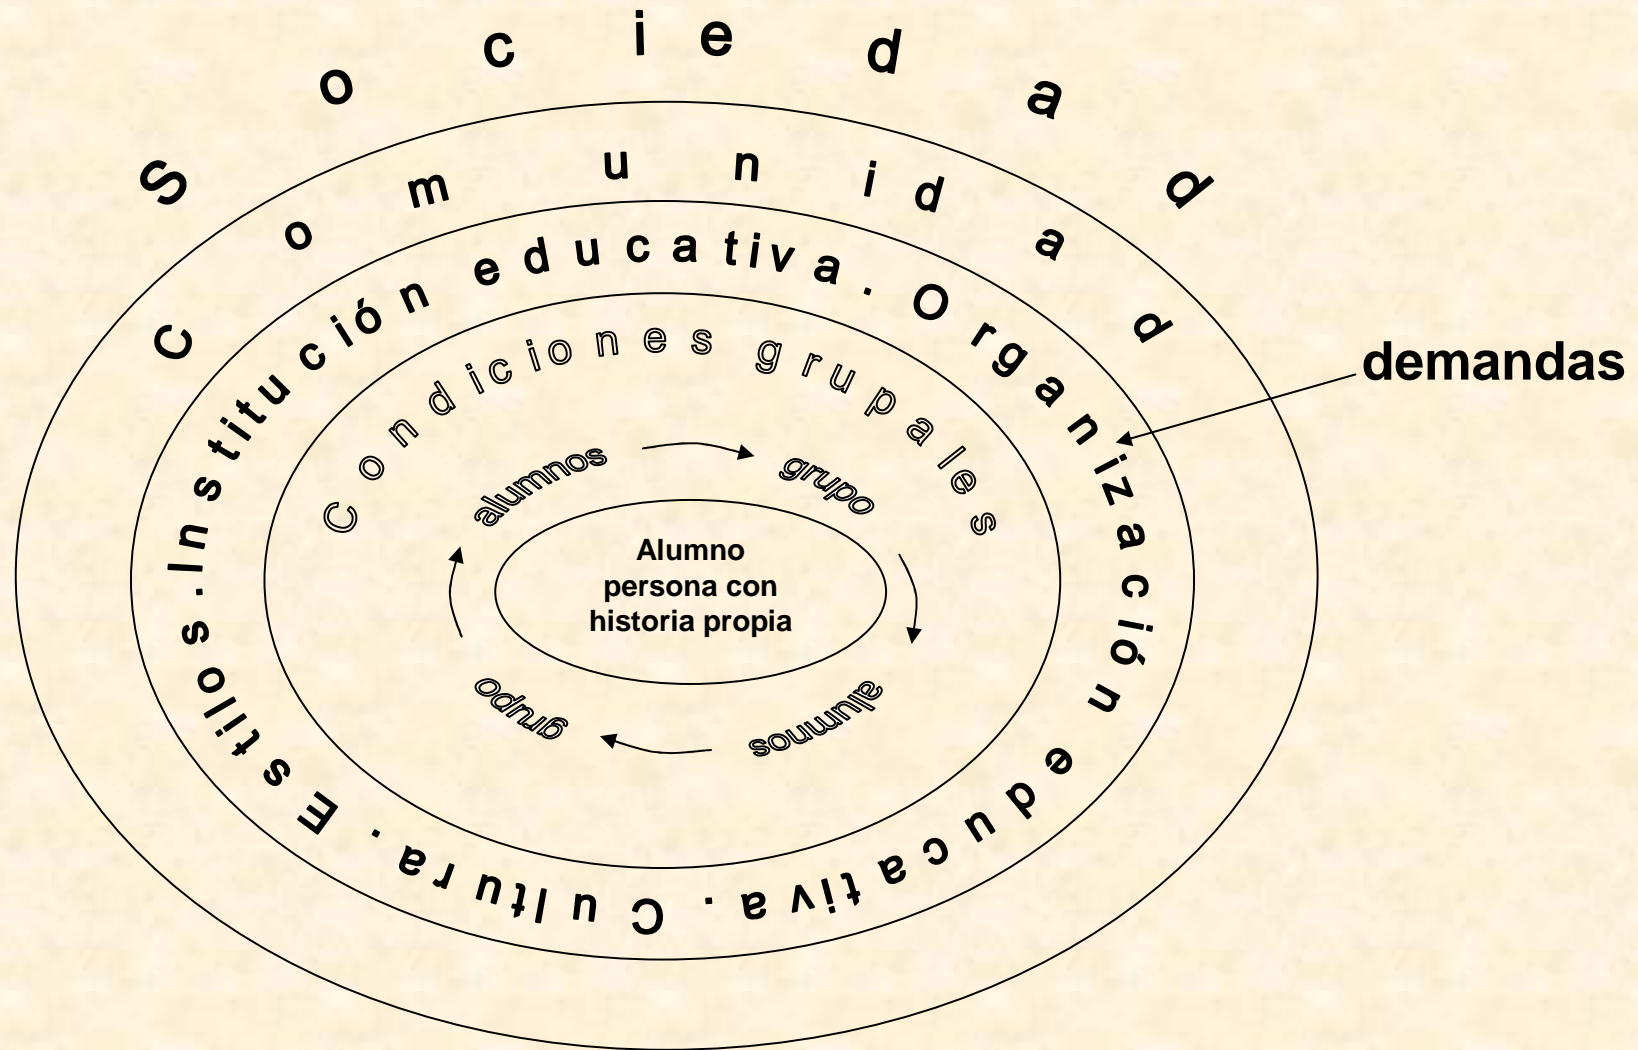 Sociedad
Comunidad
Institución educativa. Organización educativa. Cultura. Estilos.
Condiciones grupales
demandas
alumnos
grupo
alumnos
grupo
Alumno
persona con
historia propia